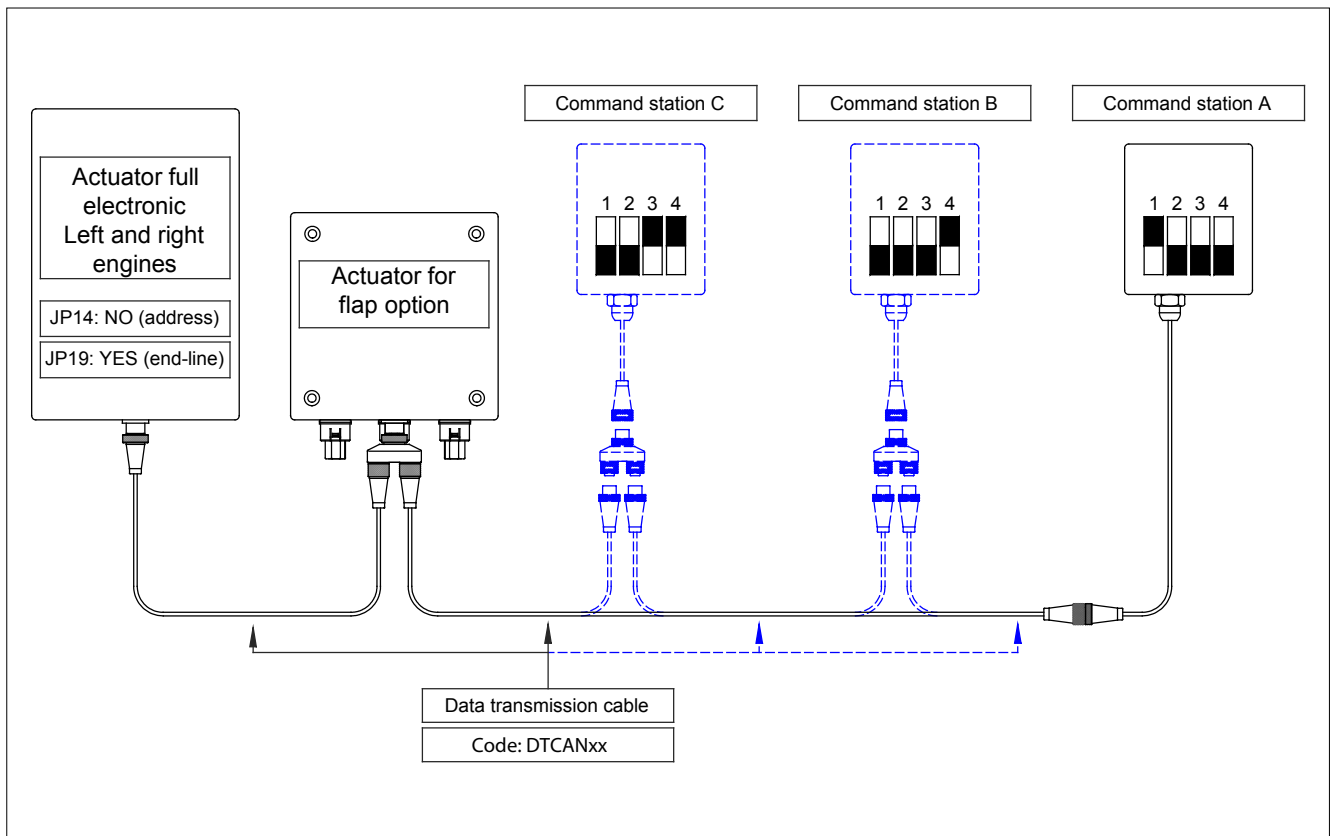 Command station C
Command station B
Command station A
Actuator full
electronic
Left and right
engines
JP14: NO (address)
JP19: YES (end-line)
Actuator for
flap option
1 2 3 4
1 2 3 4
1 2 3 4
Data transmission cable
Code: DTCANxx